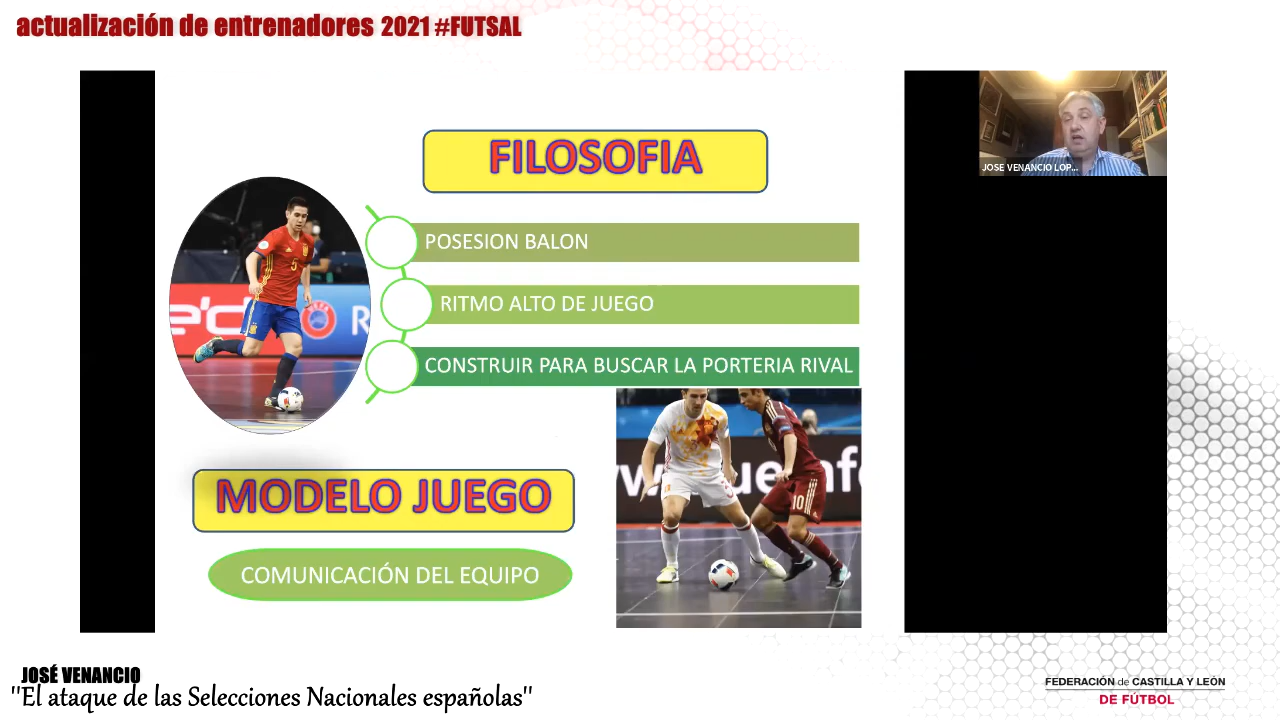 actualización de entrenadores 2021 #FUTSAL
JOSE VENANCIO LOP...
FILOSOFIA
POSESION BALON
RITMO ALTO DE JUEGO
CONSTRUIR PARA BUSCAR LA PORTERIA RIVAL
5
R
10
MODELO JUEGO
COMUNICACIÓN DEL EQUIPO
JOSÉ VENANCIO
"El ataque de las Selecciones Nacionales españolas"
FEDERACIÓN de CASTILLA Y LEÓN
DE FÚTBOL